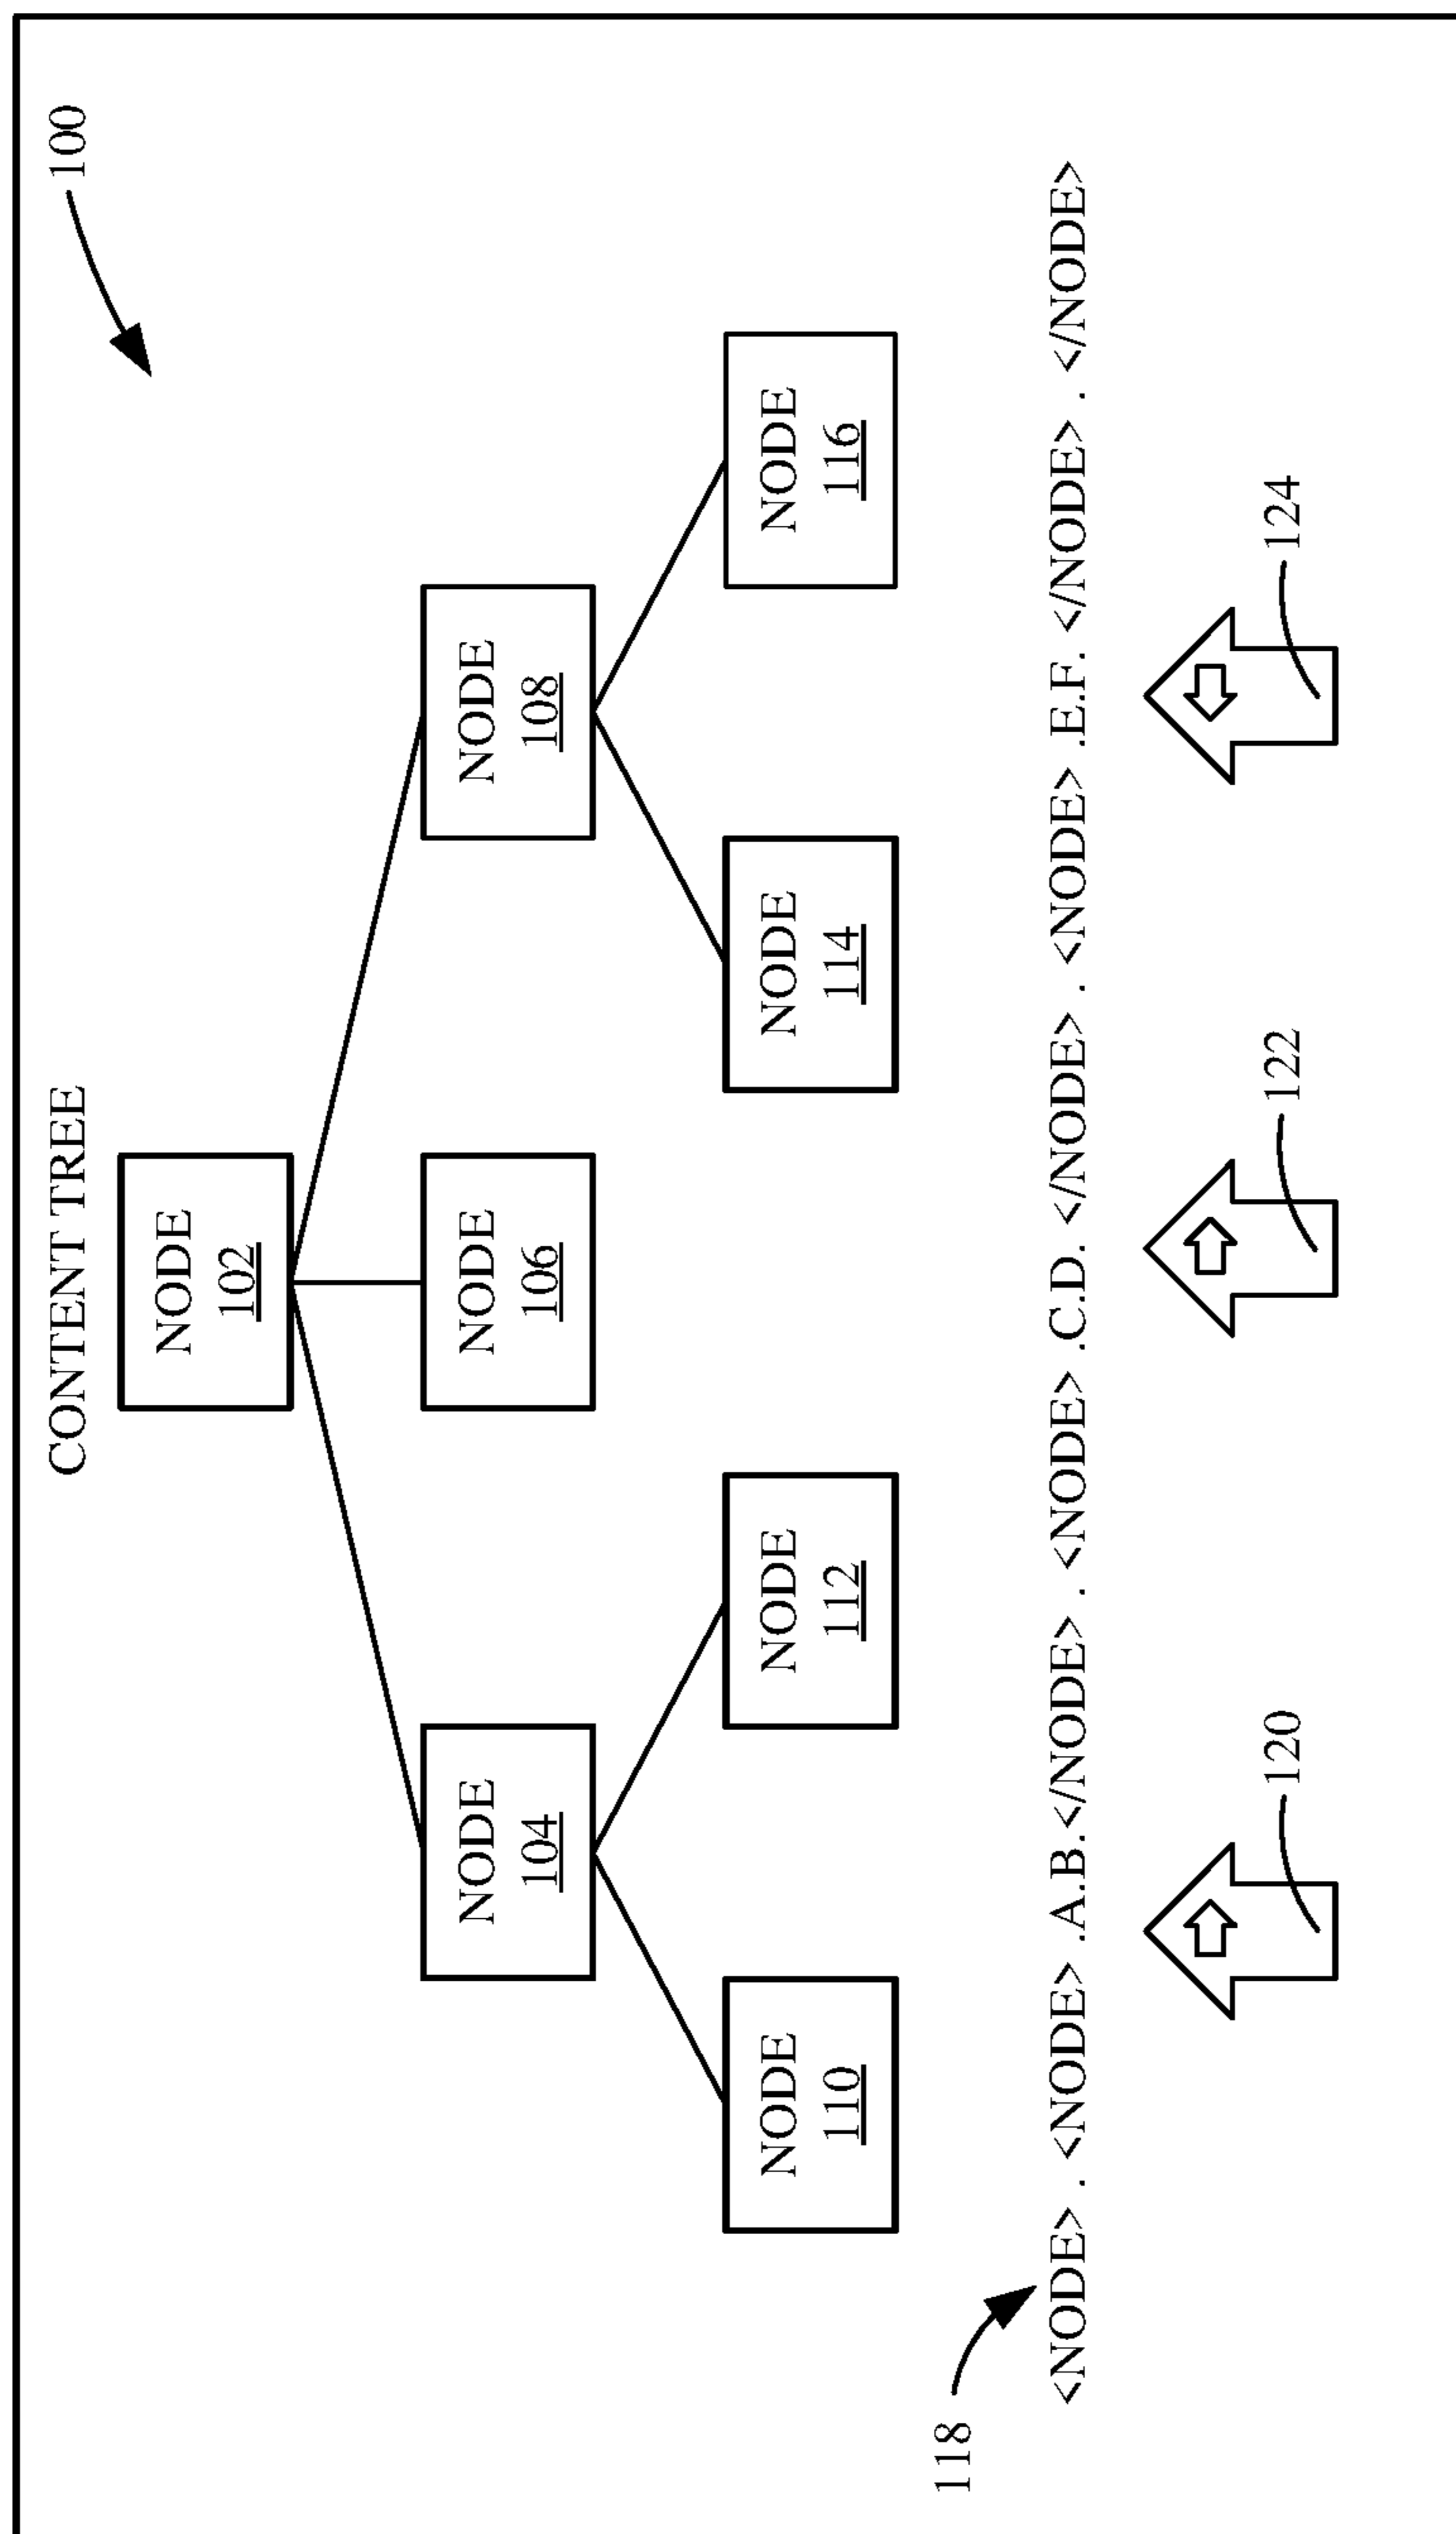 CONTENT TREE
100
NODE
102
NODE
104
NODE
106
NODE
108
NODE
110
NODE
112
NODE
114
NODE
116
118
<NODE> . <NODE> .A.B.</NODE> . <NODE> .C.D. </NODE> . <NODE> .E.F. </NODE> . </NODE>
120
122
124